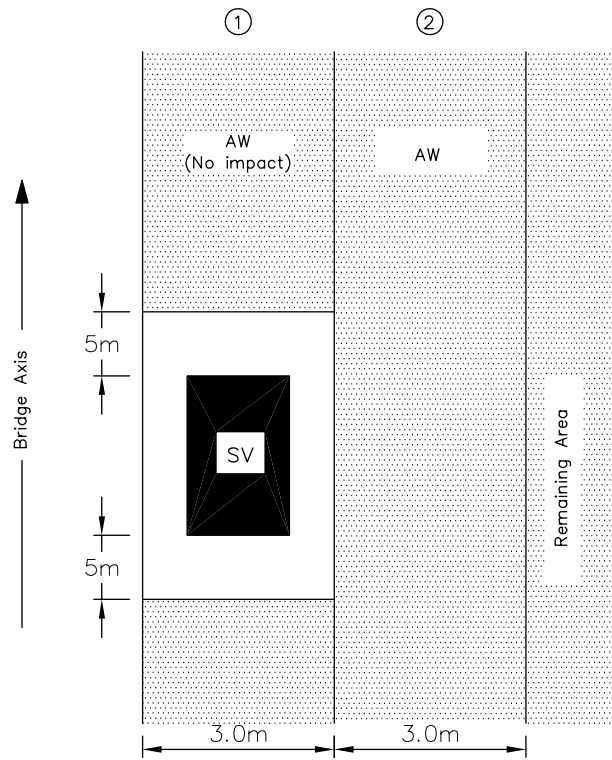 ① ②
AW
(No impact)
AW
5m
Bridge Axis
SV
Remaining Area
5m
3.0m 3.0m